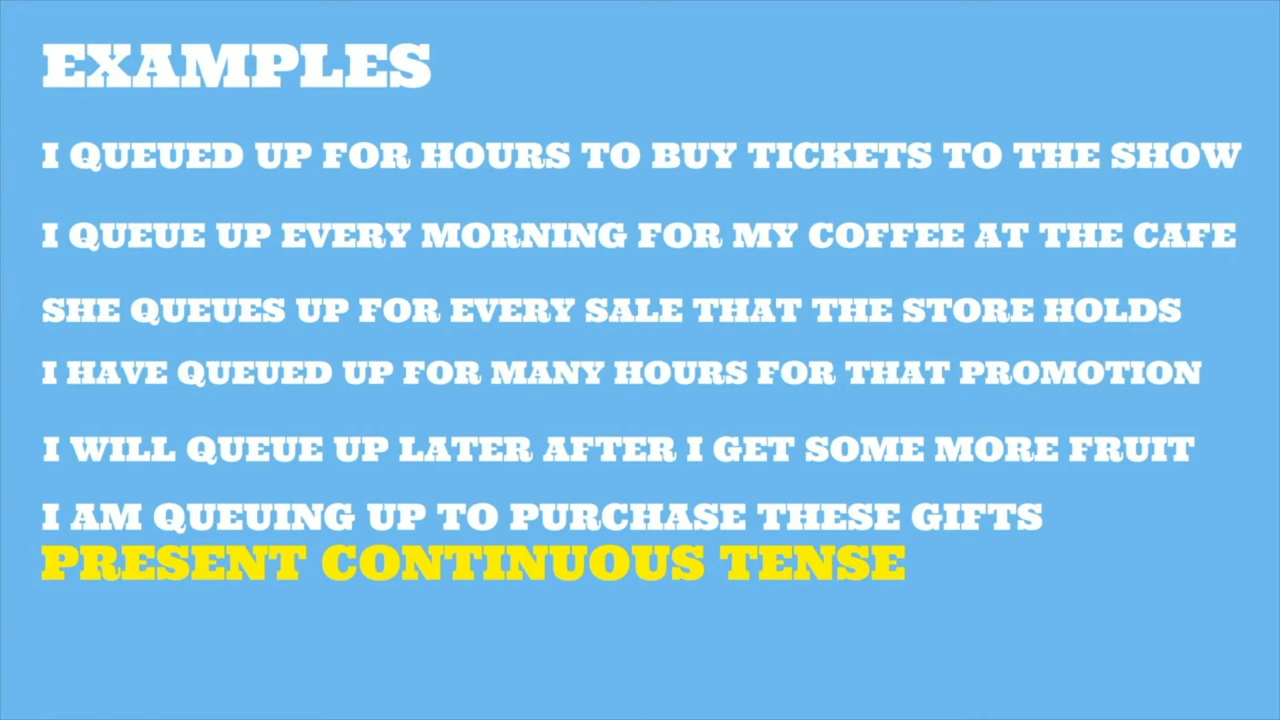 EXAMPLES
I QUEUED UP FOR HOURS TO BUY TICKETS TO THE SHOW
I QUEUE UP EVERY MORNING FOR MY COFFEE AT THE CAFE
SHE QUEUES UP FOR EVERY SALE THAT THE STORE HOLDS
I HAVE QUEUED UP FOR MANY HOURS FOR THAT PROMOTION
I WILL QUEUE UP LATER AFTER I GET SOME MORE FRUIT
I AM QUEUING UP TO PURCHASE THESE GIFTS
PRESENT CONTINUOUS TENSE